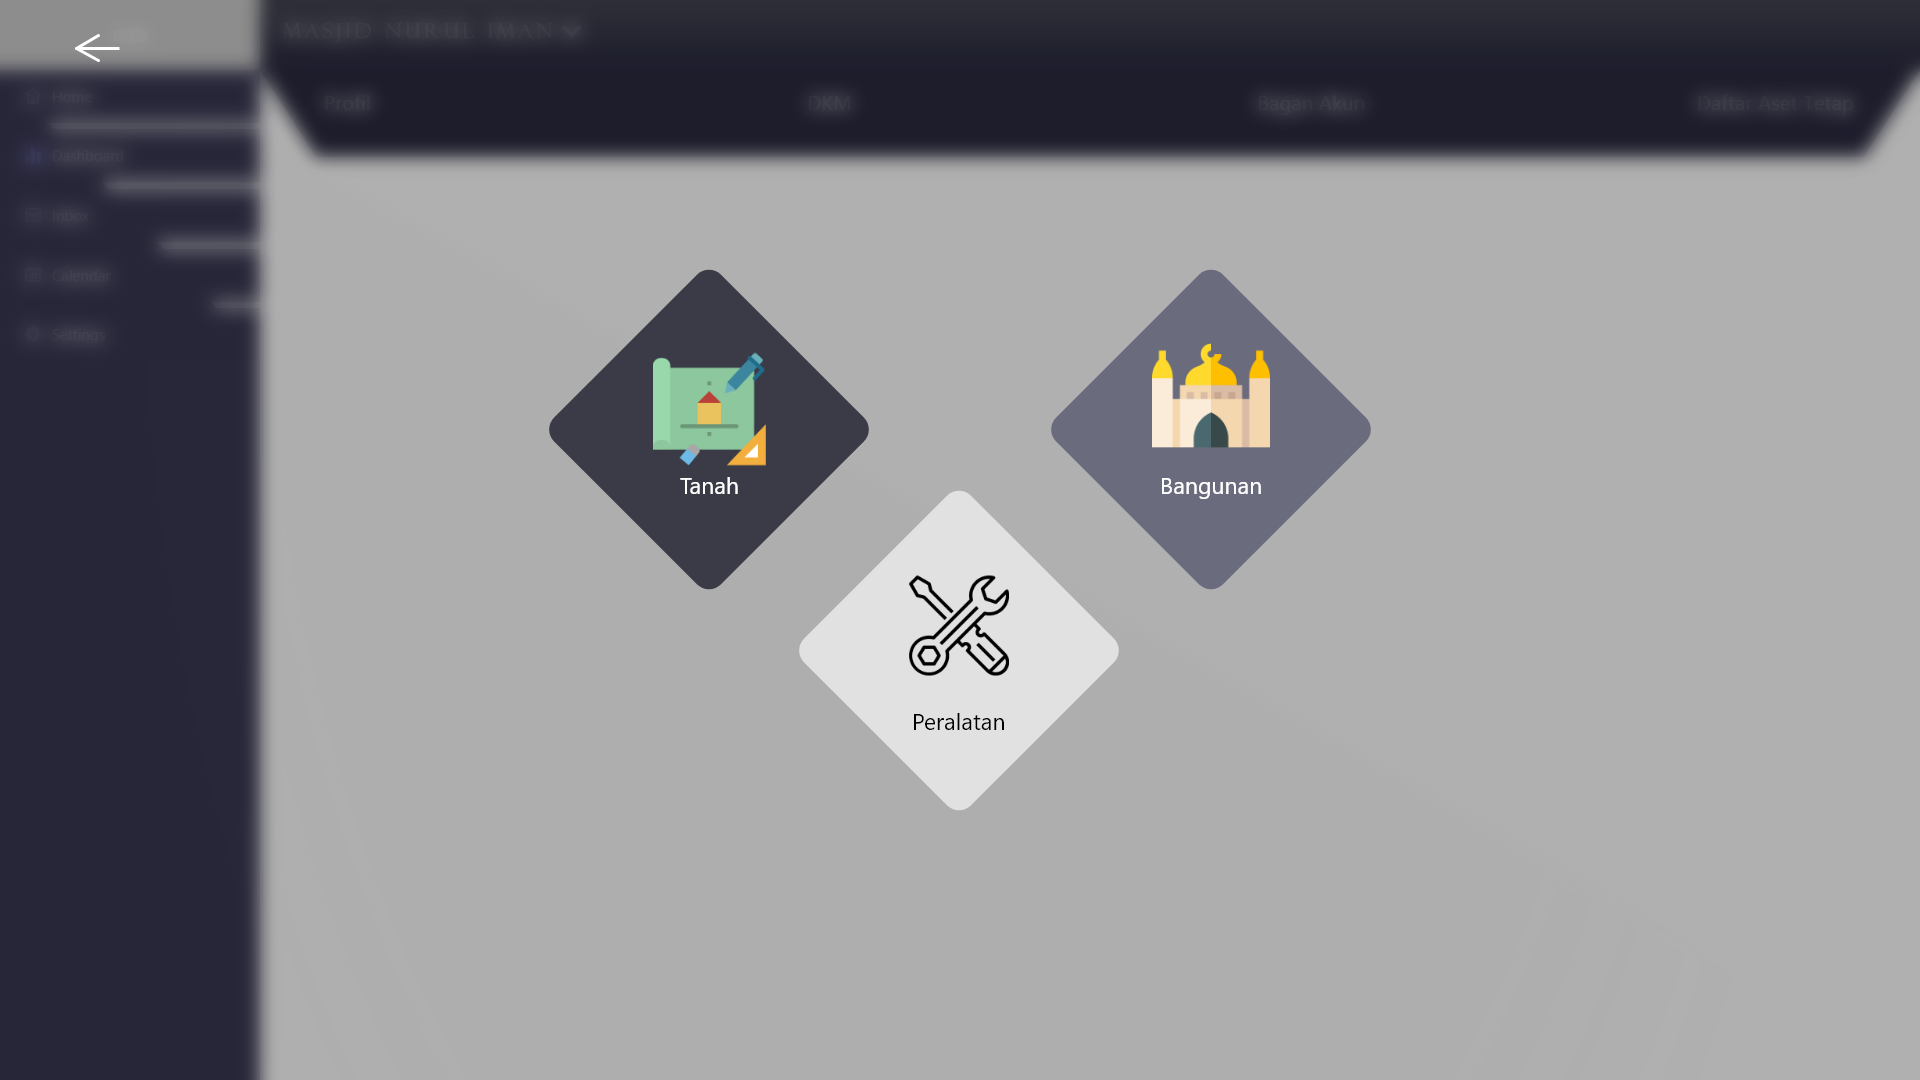 MASJID NURUL IMAN
Profil
DKM
Bagan Akun
Daftar Aset Tetap
Home
Dashboard
Inbox
Calendar
Settings
Tanah
Bangunan
Peralatan